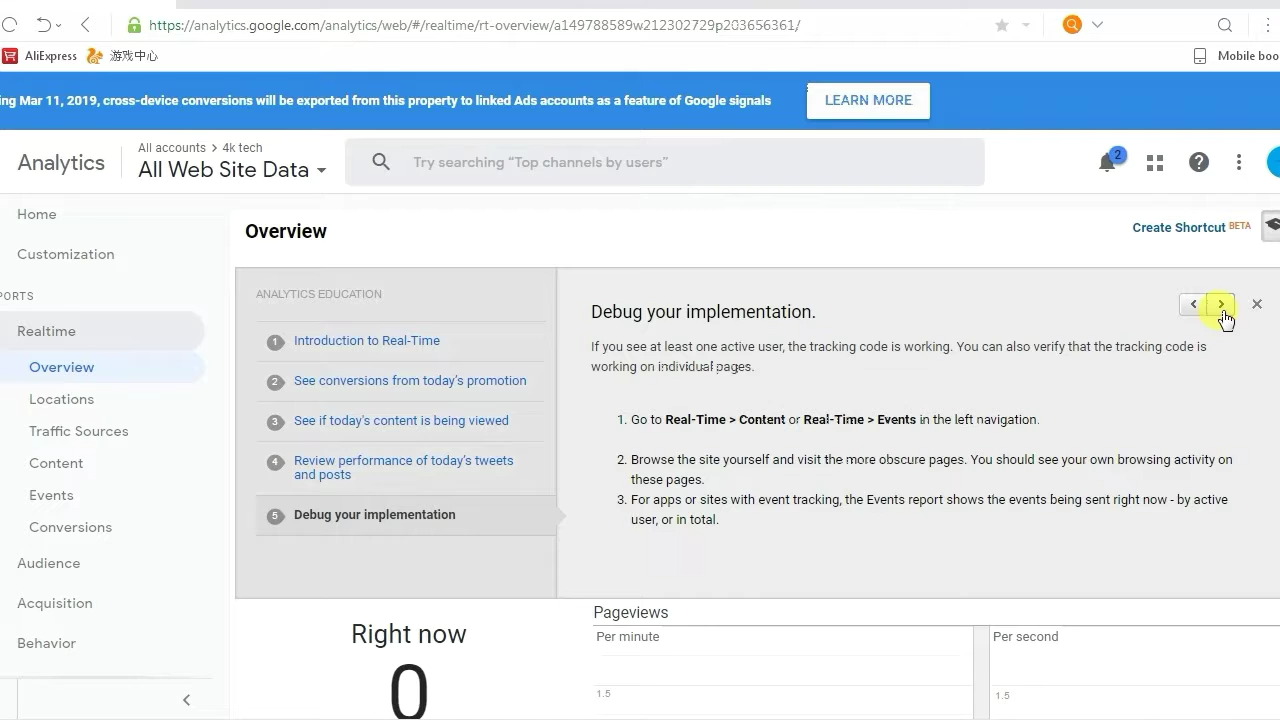 https://analytics.google.com/analytics/web/#/realtime/rt-overview/a149788589w212302729p203656361/
AliExpress 游戏中心 Mobile boo
ing Mar 11, 2019, cross-device conversions will be exported from this property to linked Ads accounts as a feature of Google signals LEARN MORE
Analytics
All accounts > 4k tech
All Web Site Data
Try searching “Top channels by users”
2
Home
Customization
PORTS
Realtime
Overview
Locations
Traffic Sources
Content
Events
Conversions
Audience
Acquisition
Behavior
Overview
Create Shortcut BETA
ANALYTICS EDUCATION
1 Introduction to Real-Time
2 See conversions from today's promotion
3 See if today's content is being viewed
4 Review performance of today's tweets
and posts
5 Debug your implementation
Debug your implementation.
If you see at least one active user, the tracking code is working. You can also verify that the tracking code is
working on individual pages.
1. Go to Real-Time > Content or Real-Time > Events in the left navigation.
2. Browse the site yourself and visit the more obscure pages. You should see your own browsing activity on
these pages.
3. For apps or sites with event tracking, the Events report shows the events being sent right now - by active
user, or in total.
Right now
0
Pageviews
Per minute
1.5
Per second
1.5